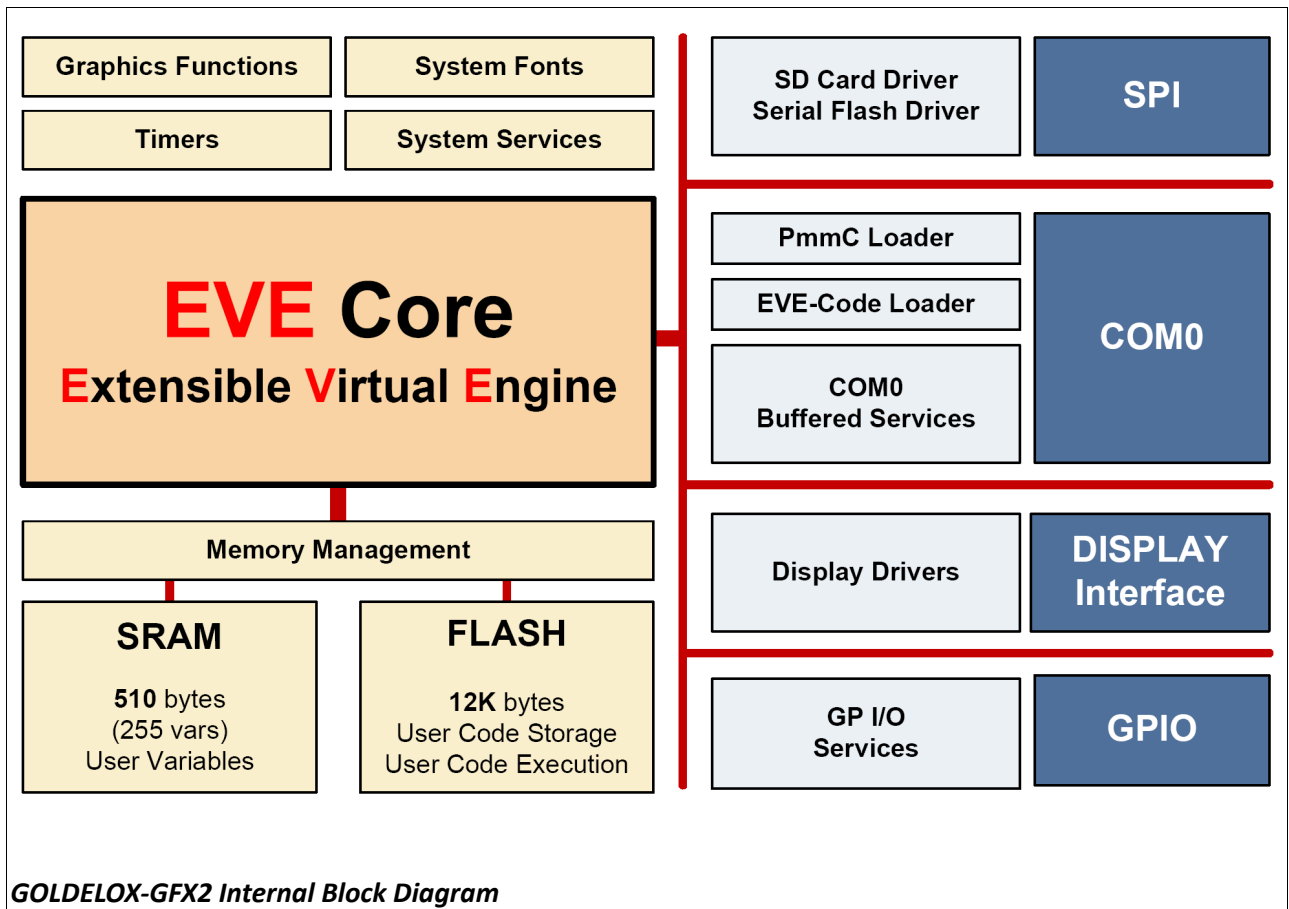 Graphics Functions
System Fonts
Timers
System Services
EVE Core
Extensible Virtual Engine
Memory Management
SRAM
510 bytes
(255 vars)
User Variables
FLASH
12K bytes
User Code Storage
User Code Execution
SD Card Driver
Serial Flash Driver
SPI
PmmC Loader
EVE-Code Loader
COM0
Buffered Services
COM0
Display Drivers
DISPLAY
Interface
GP I/O
Services
GPIO
GOLDELOX-GFX2 Internal Block Diagram